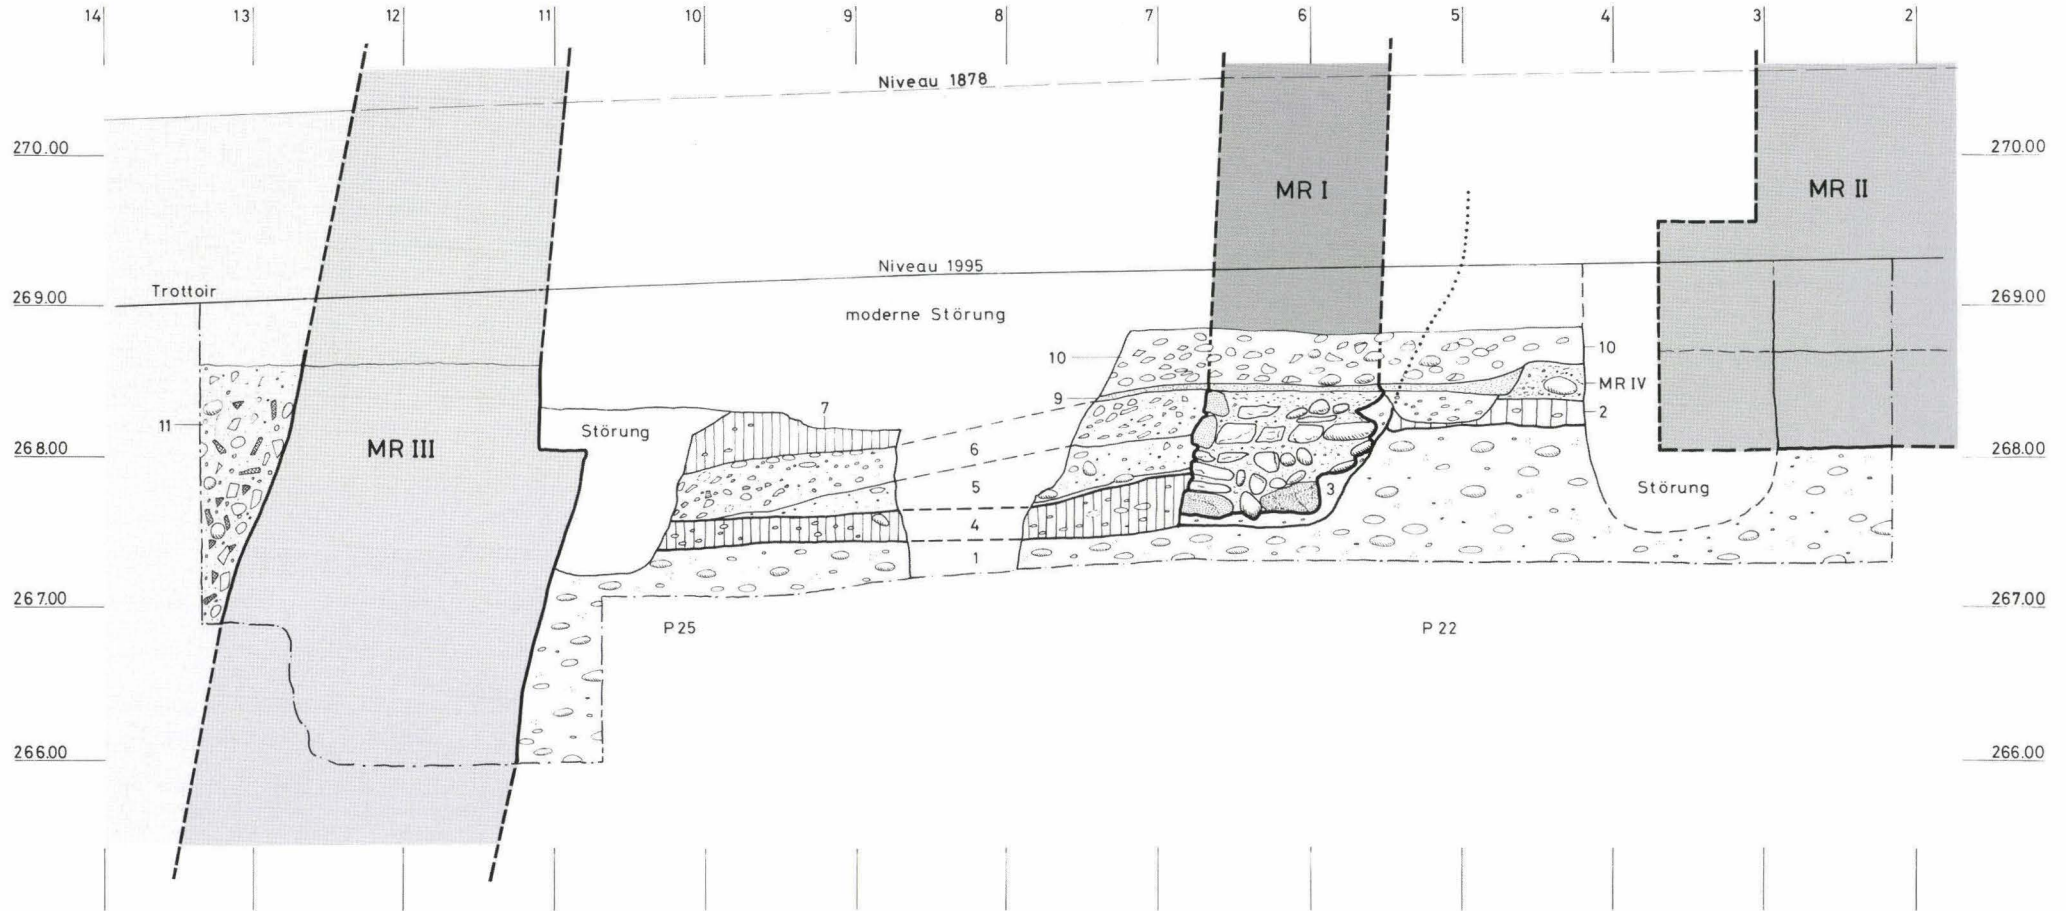 14 13 12 11 10 9 8 7 6 5 4 3 2
Niveau 1878
270.00 270.00
MR I MR II
Niveau 1995
Trottoir
269.00 269.00
moderne Störung
10 10
MR IV
9
7 2
11 Störung
MR III 6
268.00 268.00
5 3 Störung
4
1
267.00 267.00
P 25 P 22
266.00 266.00